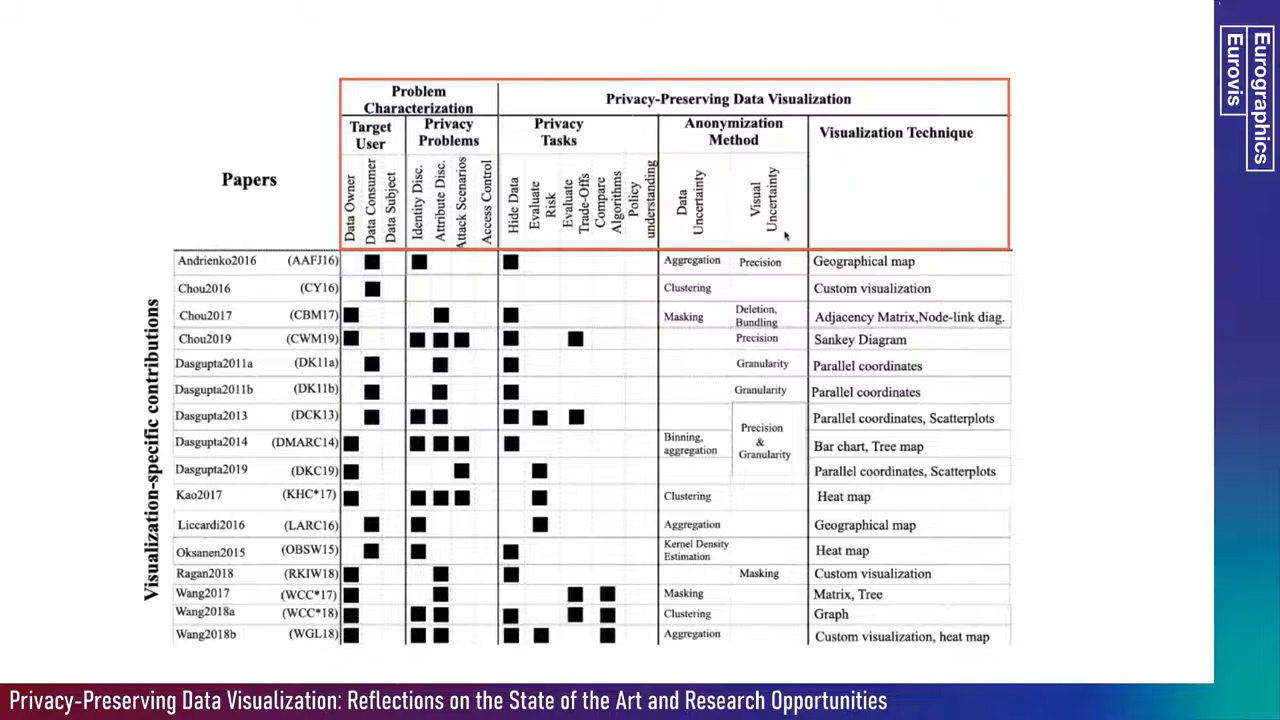 Eurographics
Eurovis
Problem Characterization
Privacy-Preserving Data Visualization
Target User
Privacy Problems
Privacy Tasks
Anonymization Method
Visualization Technique
Papers
Data Owner
Data Consumer
Data Subject
Identity Disc.
Attribute Disc.
Attack Scenarios
Access Control
Hide Data
Evaluate Risk
Evaluate Trade-Offs
Compare Algorithms
Policy understanding
Data Uncertainty
Visual Uncertainty
Visualization-specific contributions
Andrienko2016 (AAFJ16) Aggregation Precision Geographical map
Chou2016 (CY16) Clustering Custom visualization
Chou2017 (CBM17) Masking Deletion, Bundling Adjacency Matrix,Node-link diag.
Chou2019 (CWM19) Precision Sankey Diagram
Dasgupta2011a (DK11a) Granularity Parallel coordinates
Dasgupta2011b (DK11b) Granularity Parallel coordinates
Dasgupta2013 (DCK13) Parallel coordinates, Scatterplots
Dasgupta2014 (DMARC14) Binning, aggregation Precision & Granularity Bar chart, Tree map
Dasgupta2019 (DKC19) Parallel coordinates, Scatterplots
Kao2017 (KHC*17) Clustering Heat map
Liccardi2016 (LARC16) Aggregation Geographical map
Oksanen2015 (OBSW15) Kernel Density Estimation Heat map
Ragan2018 (RKIW18) Masking Custom visualization
Wang2017 (WCC*17) Masking Matrix, Tree
Wang2018a (WCC*18) Clustering Graph
Wang2018b (WGL18) Aggregation Custom visualization, heat map
Privacy-Preserving Data Visualization: Reflections on the State of the Art and Research Opportunities